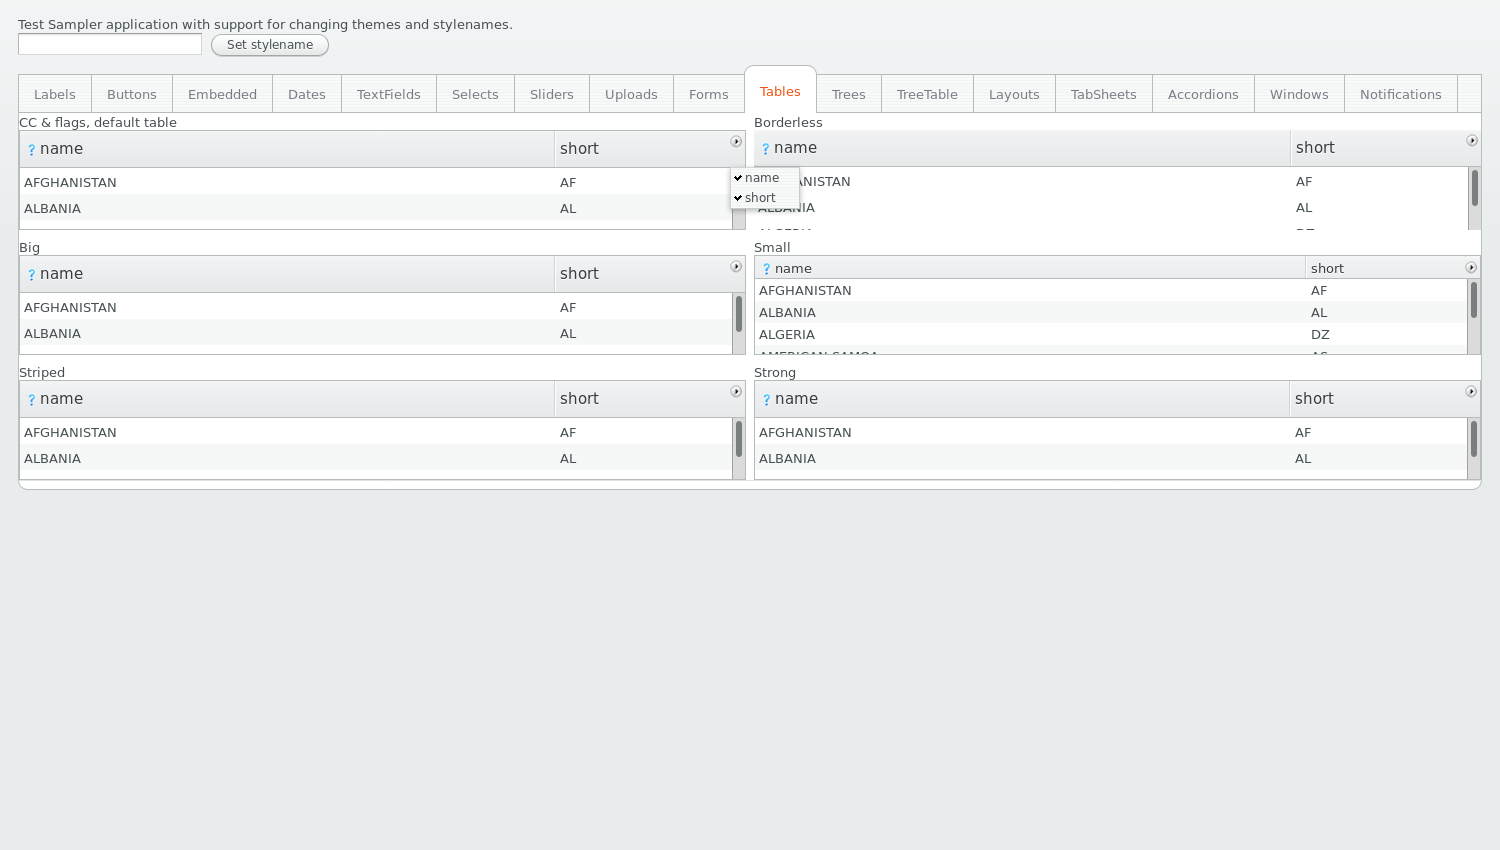 Test Sampler application with support for changing themes and stylenames.
Set stylename
Labels Buttons Embedded Dates TextFields Selects Sliders Uploads Forms Tables Trees TreeTable Layouts TabSheets Accordions Windows Notifications
CC & flags, default table
? name short
AFGHANISTAN AF
ALBANIA AL
name
short
Borderless
? name short
ANISTAN AF
ALBANIA AL
Big
? name short
AFGHANISTAN AF
ALBANIA AL
Small
? name short
AFGHANISTAN AF
ALBANIA AL
ALGERIA DZ
AMERICAN SAMOA AS
Striped
? name short
AFGHANISTAN AF
ALBANIA AL
Strong
? name short
AFGHANISTAN AF
ALBANIA AL